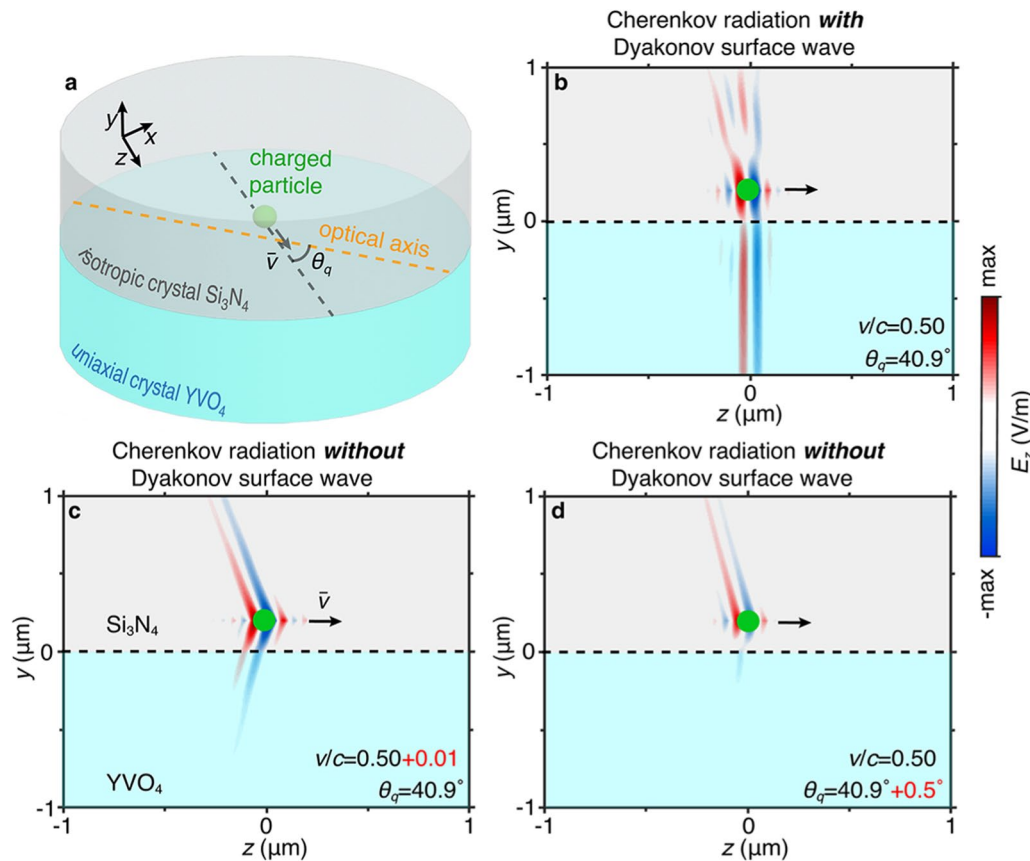 a
y
x
z
charged
particle
optical axis
v̄
θq
isotropic crystal Si₃N₄
uniaxial crystal YVO₄
Cherenkov radiation with
Dyakonov surface wave
b
1
0
-1
y (μm)
v/c=0.50
θq=40.9°
-1
0
1
z (μm)
max
Ez (V/m)
-max
Cherenkov radiation without
Dyakonov surface wave
c
1
0
-1
y (μm)
v̄
Si₃N₄
v/c=0.50+0.01
YVO₄
θq=40.9°
-1
0
1
z (μm)
Cherenkov radiation without
Dyakonov surface wave
d
1
0
-1
y (μm)
v/c=0.50
θq=40.9°+0.5°
-1
0
1
z (μm)